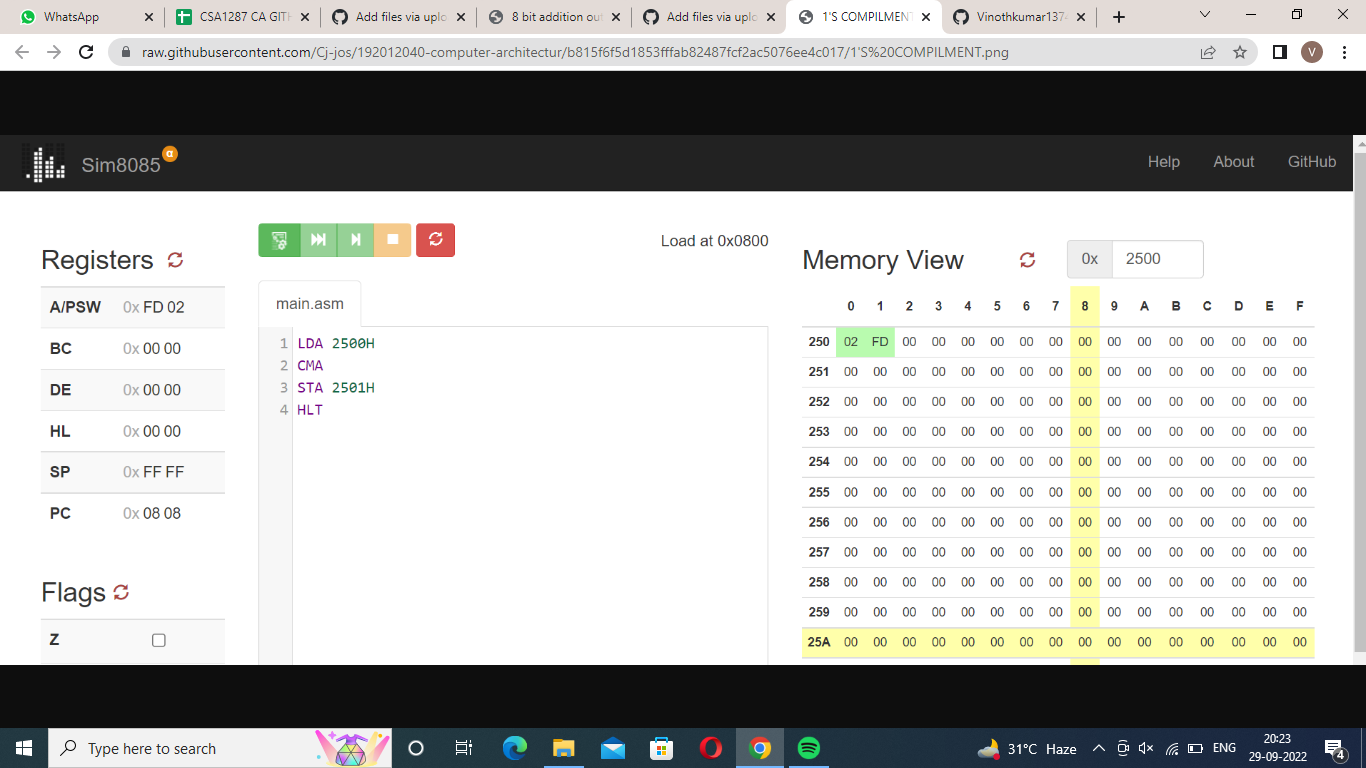 WhatsApp
CSA1287 CA GITH
Add files via uplo
8 bit addition out
Add files via uplo
1'S COMPILMENT
Vinothkumar137
raw.githubusercontent.com/Cj-jos/192012040-computer-architectur/b815f6f5d1853fffab82487fcf2ac5076ee4c017/1'S%20COMPILMENT.png
V
Sim8085 α
Help About GitHub
Registers
A/PSW 0x FD 02
BC 0x 00 00
DE 0x 00 00
HL 0x 00 00
SP 0x FF FF
PC 0x 08 08
Flags
Z
Load at 0x0800
main.asm
1 LDA 2500H
2 CMA
3 STA 2501H
4 HLT
Memory View 0x 2500
0 1 2 3 4 5 6 7 8 9 A B C D E F
250 02 FD 00 00 00 00 00 00 00 00 00 00 00 00 00 00
251 00 00 00 00 00 00 00 00 00 00 00 00 00 00 00 00
252 00 00 00 00 00 00 00 00 00 00 00 00 00 00 00 00
253 00 00 00 00 00 00 00 00 00 00 00 00 00 00 00 00
254 00 00 00 00 00 00 00 00 00 00 00 00 00 00 00 00
255 00 00 00 00 00 00 00 00 00 00 00 00 00 00 00 00
256 00 00 00 00 00 00 00 00 00 00 00 00 00 00 00 00
257 00 00 00 00 00 00 00 00 00 00 00 00 00 00 00 00
258 00 00 00 00 00 00 00 00 00 00 00 00 00 00 00 00
259 00 00 00 00 00 00 00 00 00 00 00 00 00 00 00 00
25A 00 00 00 00 00 00 00 00 00 00 00 00 00 00 00 00
Type here to search
31°C Haze
ENG
20:23
29-09-2022
4